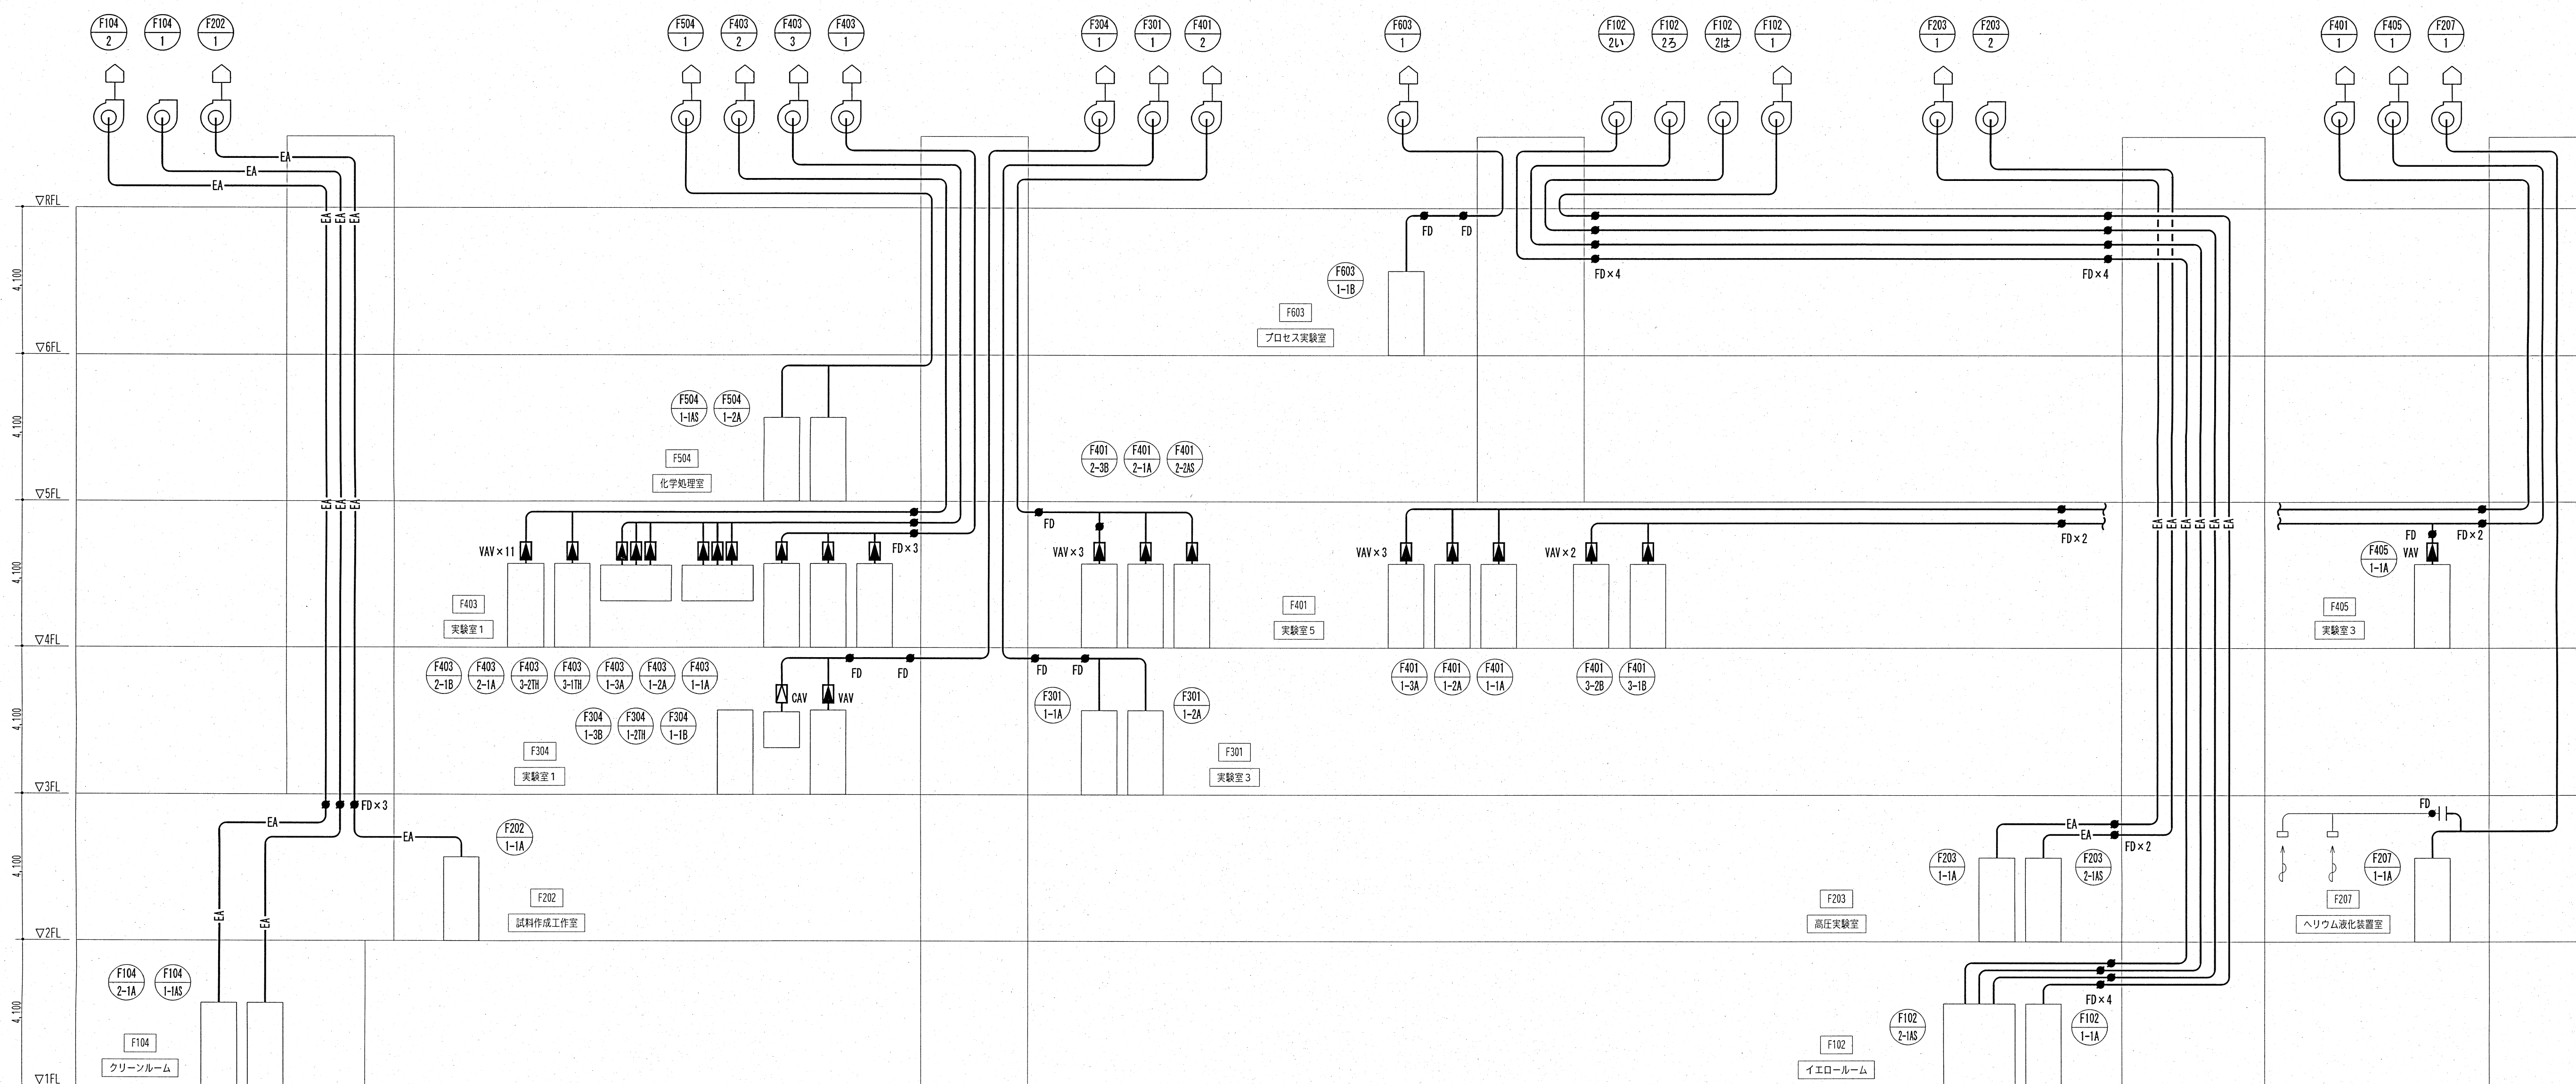 F104 F104 F202 F504 F403 F403 F403 F304 F301 F401 F603 F102 F102 F102 F102 F203 F203 F401 F405 F207
2 1 1 1 2 3 1 1 1 2 1 2い 2ろ 2は 1 1 2 1 1 1
EA
EA
EA
▽RFL
EA EA EA
FD FD
4,100
F603
1-1B
FD×4 FD×4
F603
プロセス実験室
▽6FL
F504 F504
1-1AS 1-2A
4,100
F504
化学処理室
F401 F401 F401
2-3B 2-1A 2-2AS
▽5FL
EA EA EA
FD
EA EA EA EA EA EA
VAV×11 FD×3 VAV×3 VAV×3 VAV×2 FD×2 FD FD×2
VAV
F405
1-1A
4,100
F403
実験室1
F401
実験室5
F405
実験室3
▽4FL
F403 F403 F403 F403 F403 F403 F403
2-1B 2-1A 3-2TH 3-1TH 1-3A 1-2A 1-1A
FD FD FD FD
F401 F401 F401 F401 F401
1-3A 1-2A 1-1A 3-2B 3-1B
CAV VAV
F301 F301
1-1A 1-2A
4,100
F304 F304 F304
1-3B 1-2TH 1-1B
F304
実験室1
F301
実験室3
▽3FL
FD×3
FD
EA
EA
EA
EA
F202
1-1A
FD×2
4,100
F203 F203
1-1A 2-1AS
F207
1-1A
F202
試料作成工作室
F203
高圧実験室
F207
ヘリウム液化装置室
EA EA
▽2FL
F104 F104
2-1A 1-1AS
FD×4
4,100
F102 F102
2-1AS 1-1A
F104
クリーンルーム
F102
イエロールーム
▽1FL